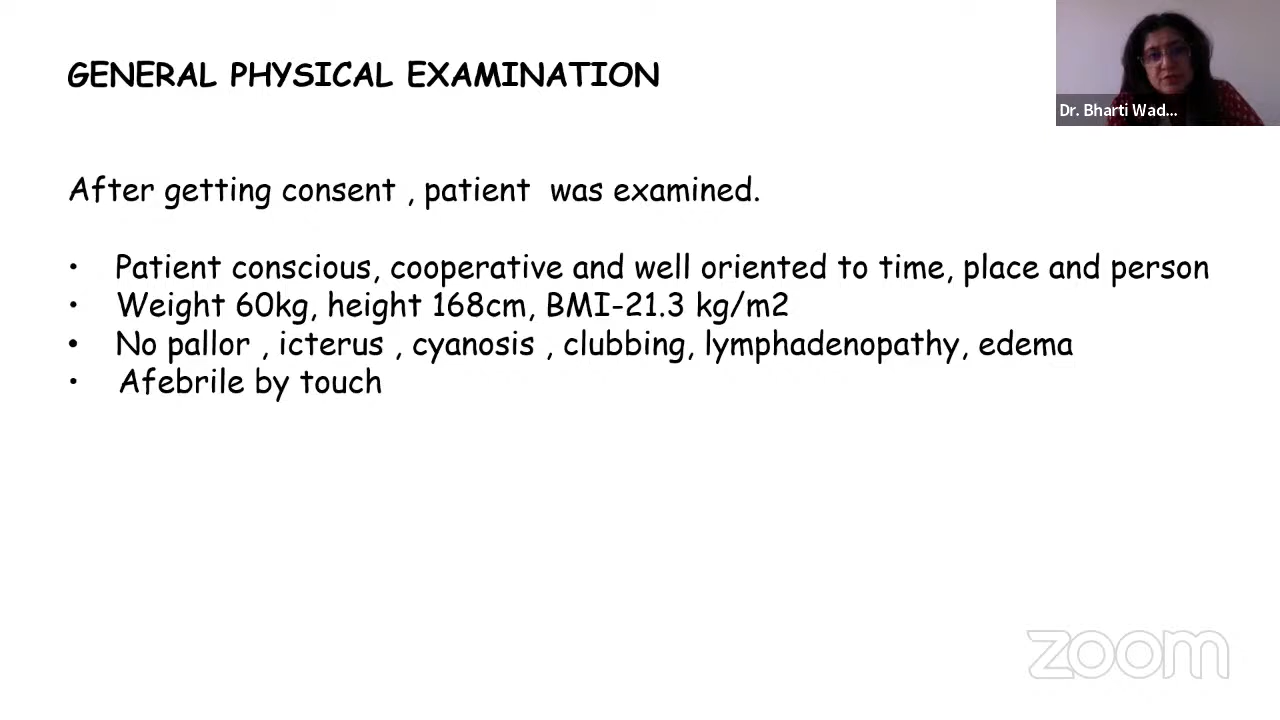 GENERAL PHYSICAL EXAMINATION
Dr. Bharti Wad...
After getting consent , patient was examined.
• Patient conscious, cooperative and well oriented to time, place and person
• Weight 60kg, height 168cm, BMI-21.3 kg/m2
• No pallor , icterus , cyanosis , clubbing, lymphadenopathy, edema
• Afebrile by touch
zoom